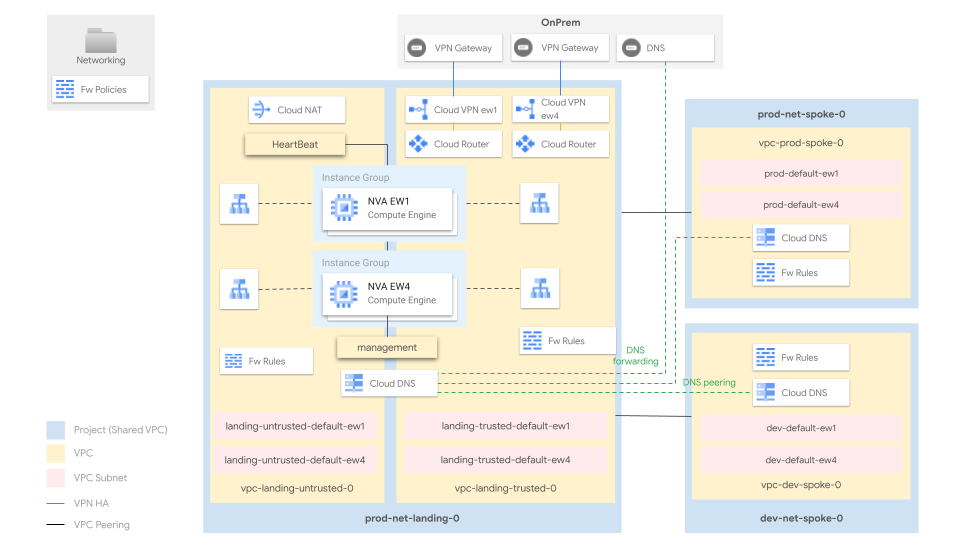 OnPrem
Networking
Fw Policies
VPN Gateway
VPN Gateway
DNS
Cloud NAT
Cloud VPN ew1
Cloud VPN
ew4
HeartBeat
Cloud Router
Cloud Router
Instance Group
NVA EW1
Compute Engine
Instance Group
NVA EW4
Compute Engine
management
Fw Rules
Fw Rules
Cloud DNS
landing-untrusted-default-ew1
landing-untrusted-default-ew4
vpc-landing-untrusted-0
landing-trusted-default-ew1
landing-trusted-default-ew4
vpc-landing-trusted-0
prod-net-landing-0
DNS
forwarding
DNS peering
prod-net-spoke-0
vpc-prod-spoke-0
prod-default-ew1
prod-default-ew4
Cloud DNS
Fw Rules
Fw Rules
Cloud DNS
dev-default-ew1
dev-default-ew4
vpc-dev-spoke-0
dev-net-spoke-0
Project (Shared VPC)
VPC
VPC Subnet
VPN HA
VPC Peering